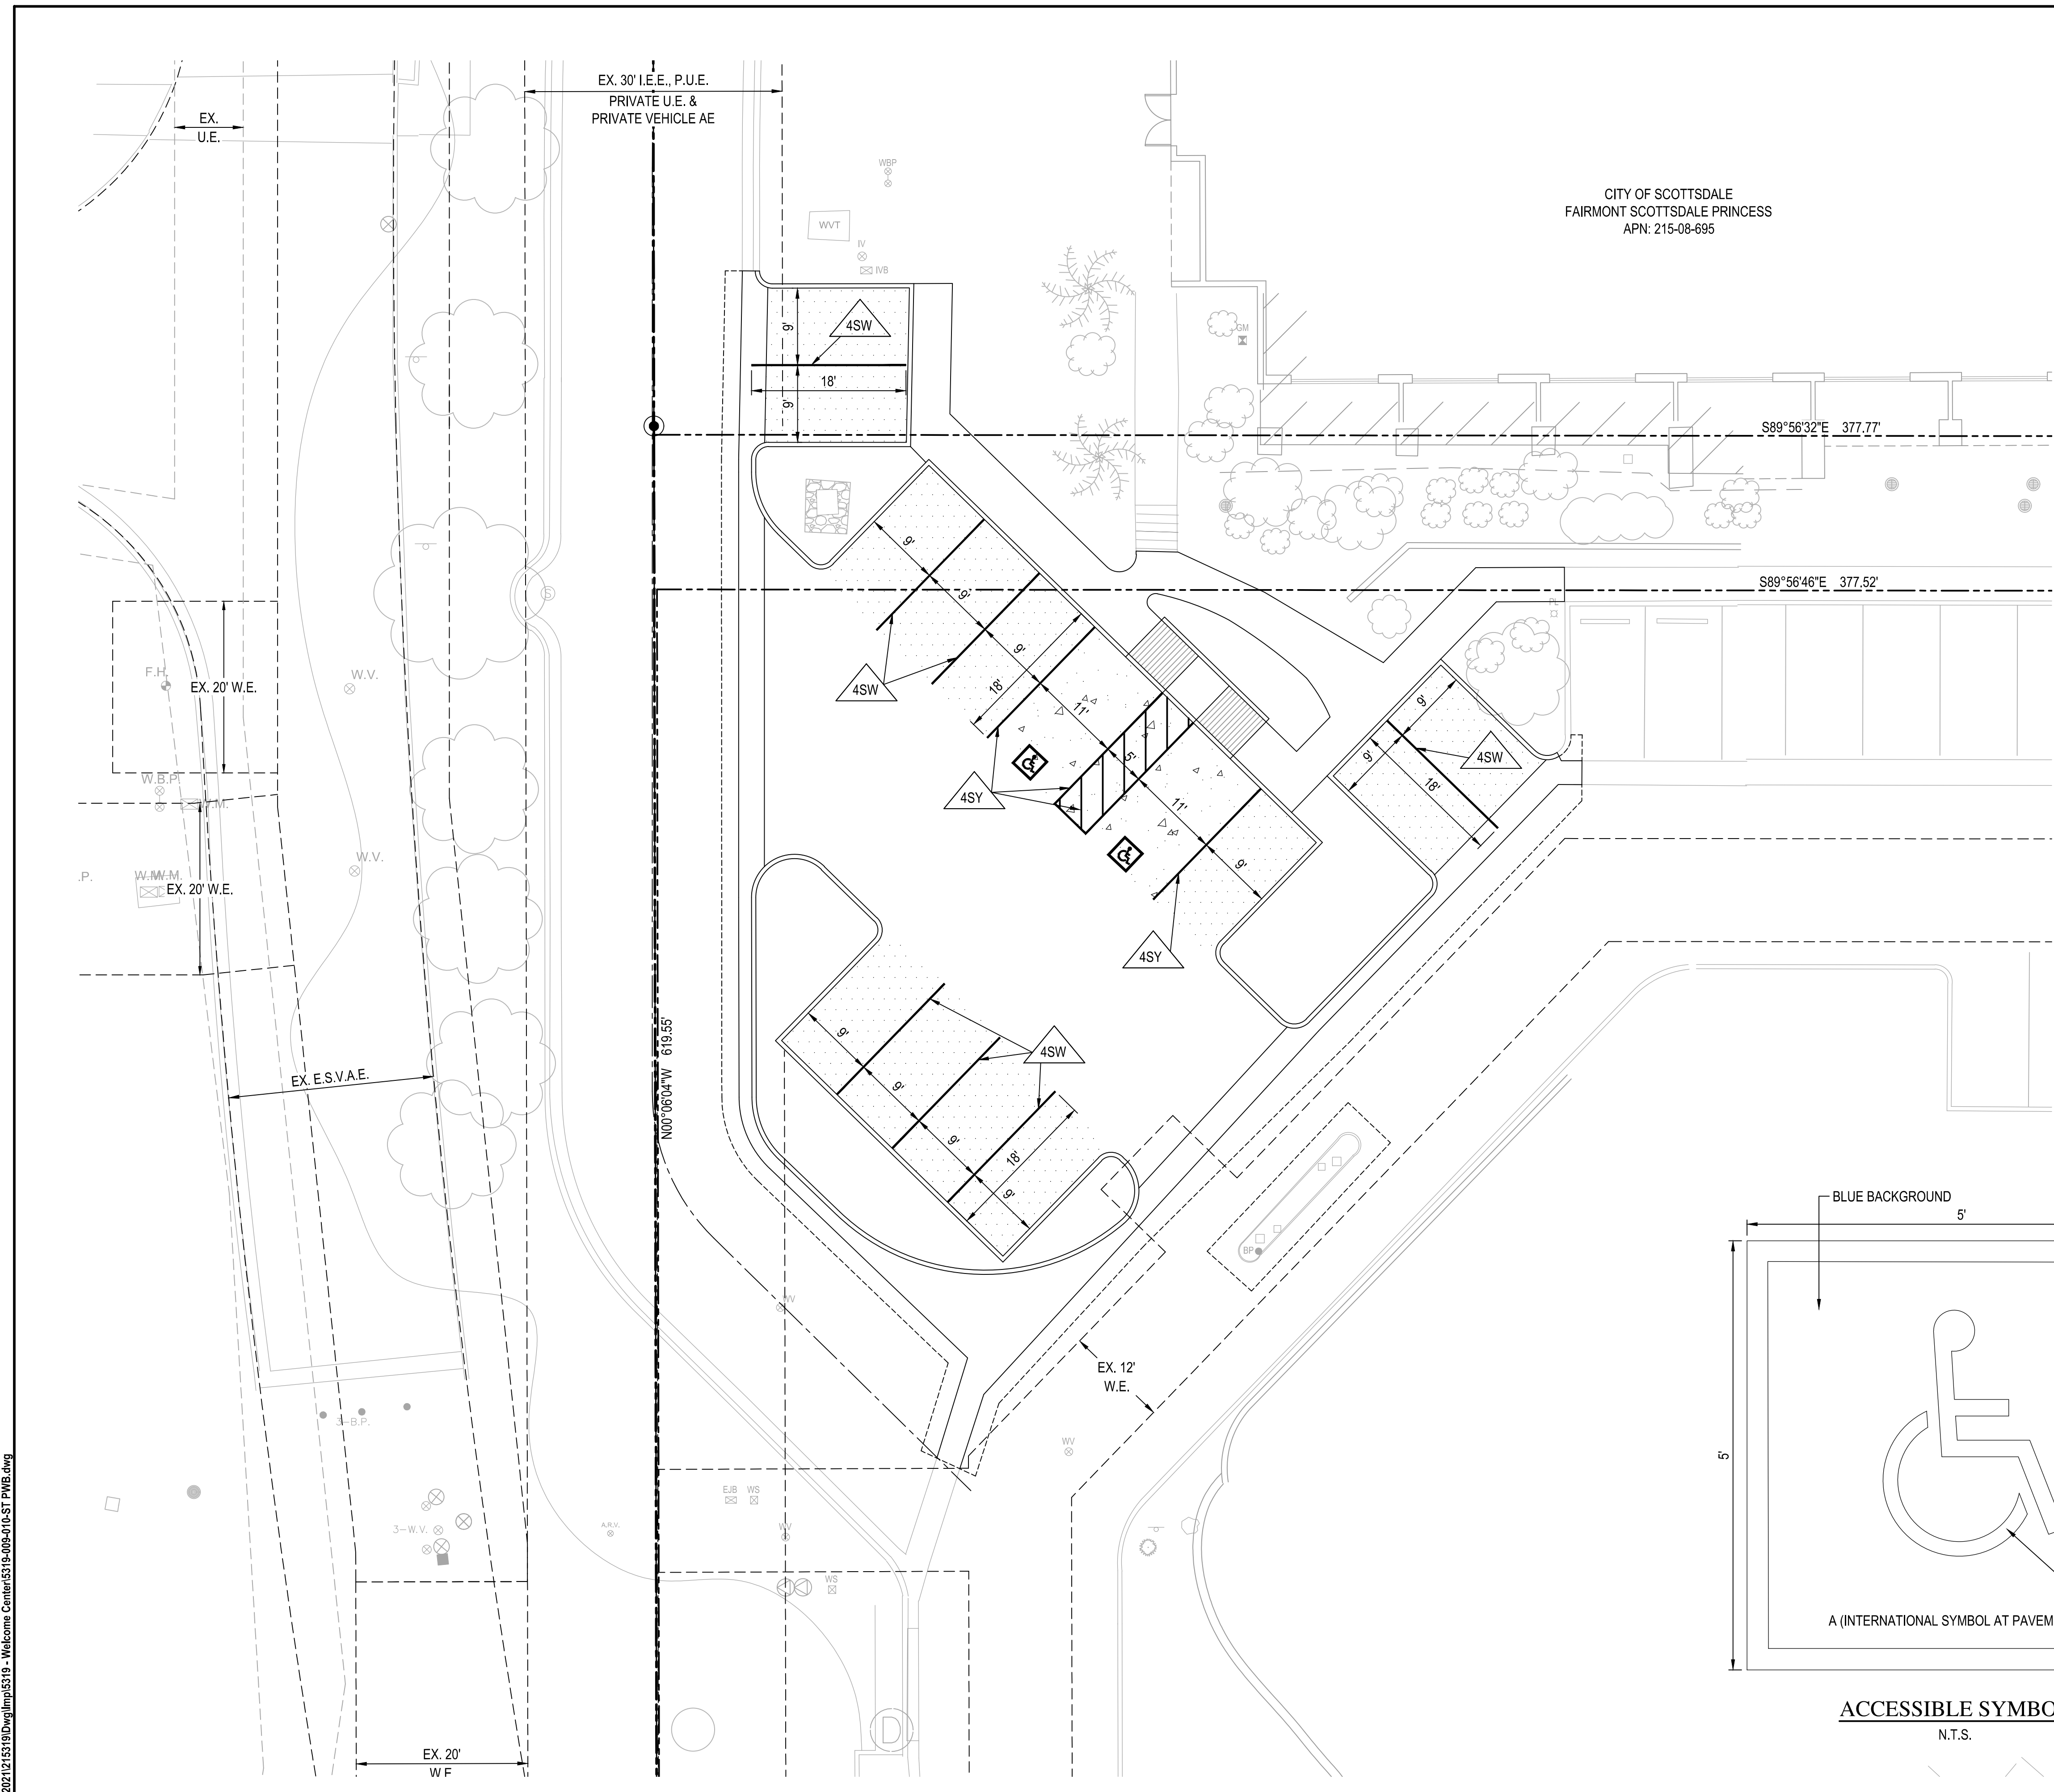 EX. 30' I.E.E., P.U.E.
PRIVATE U.E. &
PRIVATE VEHICLE AE
EX.
U.E.
WBP
WVT
IV
IVB
CITY OF SCOTTSDALE
FAIRMONT SCOTTSDALE PRINCESS
APN: 215-08-695
GM
9'
4SW
18'
9'
S89°56'32"E 377.77'
S89°56'46"E 377.52'
9'
9'
9'
18'
4SW
11'
5'
11'
9'
4SY
4SY
PL
9'
9'
18'
4SW
S
F.H.
W.V.
EX. 20' W.E.
W.B.P.
W.M.
W.V.
.P.
W.M.
W.M.
EX. 20' W.E.
9'
9'
9'
18'
9'
4SW
N00°06'04"W 619.55'
EX. E.S.V.A.E.
BP
BLUE BACKGROUND
5'
5'
WV
EX. 12'
W.E.
3-B.P.
WV
EJB
WS
3-W.V.
A.R.V.
WV
WS
A (INTERNATIONAL SYMBOL AT PAVEM
D
ACCESSIBLE SYMBO
N.T.S.
EX. 20'
W.E.
2021\215319\Dwg\Imp\5319 - Welcome Center\5319-009-010-ST PWB.dwg